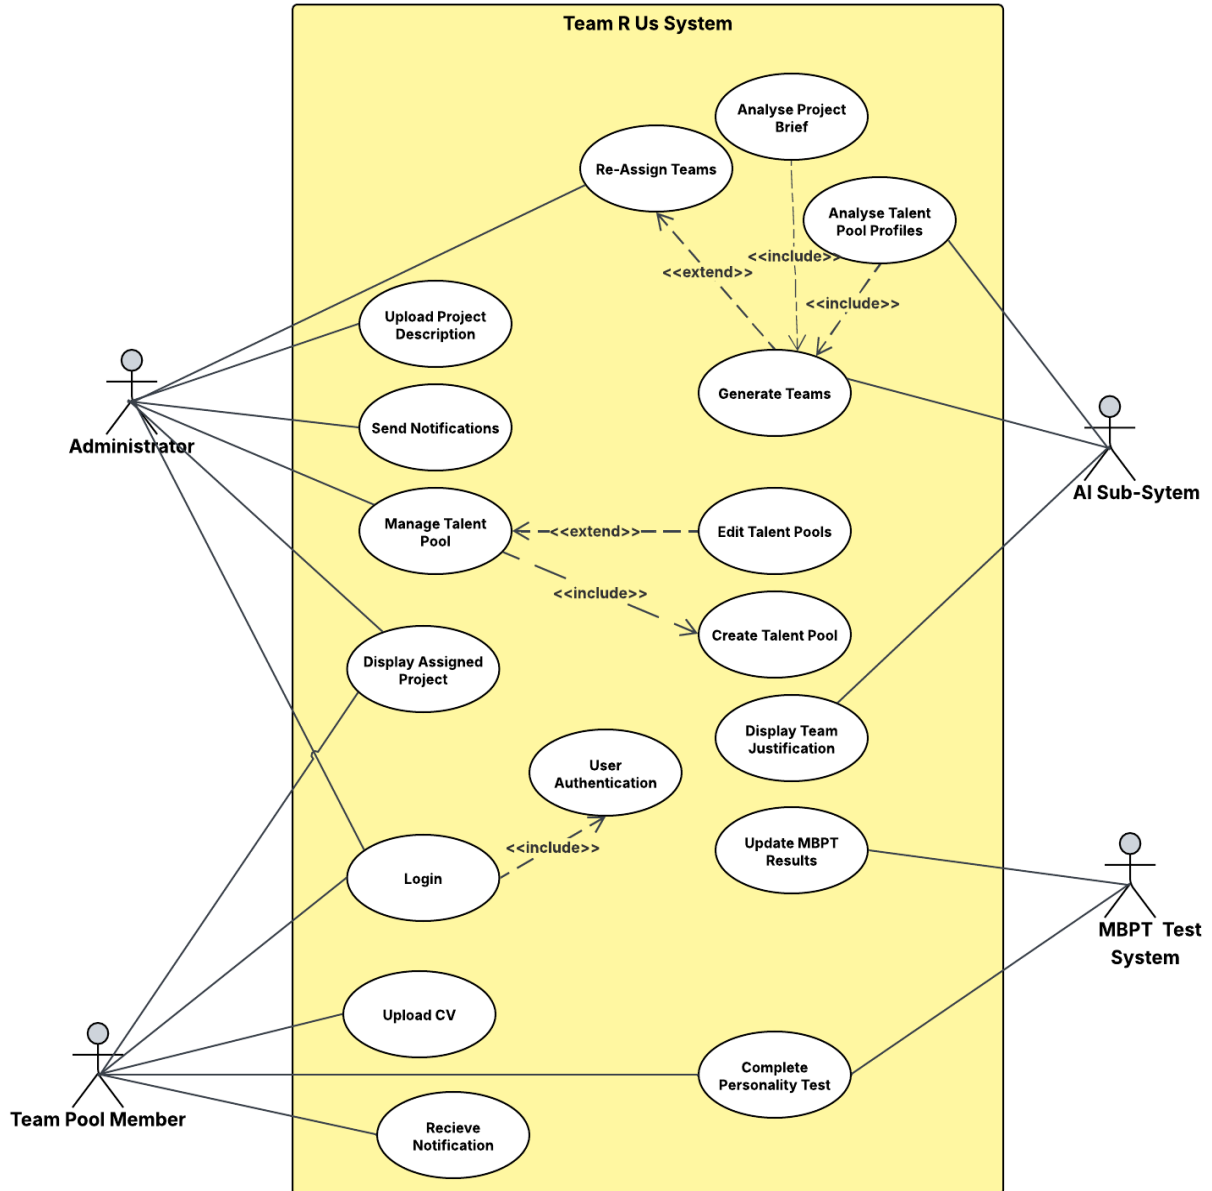 Team R Us System
Analyse Project
Brief
Re-Assign Teams
Analyse Talent
Pool Profiles
<<include>>
<<extend>>
<<include>>
Upload Project
Description
Generate Teams
Send Notifications
Administrator
AI Sub-Sytem
Manage Talent
Pool
<<extend>>
Edit Talent Pools
<<include>>
Create Talent Pool
Display Assigned
Project
Display Team
Justification
User
Authentication
<<include>>
Update MBPT
Results
Login
MBPT Test
System
Upload CV
Complete
Personality Test
Team Pool Member
Recieve
Notification